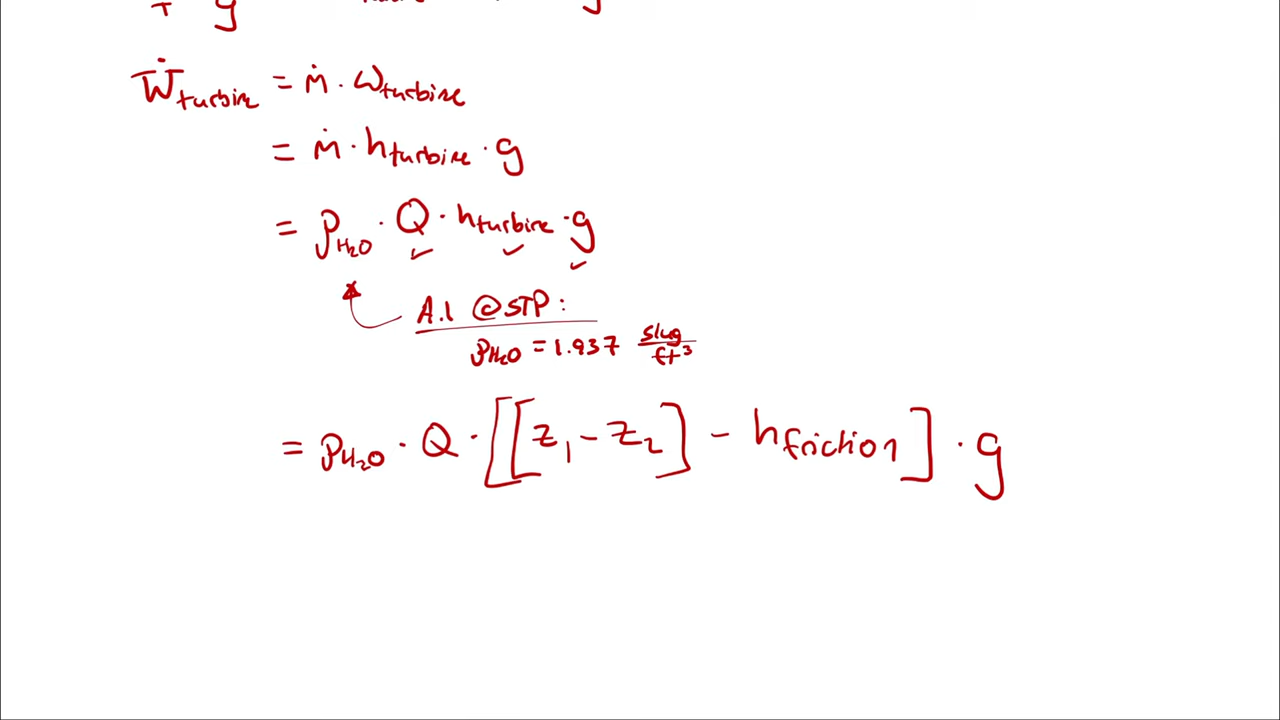 g
Ẇturbine = ṁ · ωturbine
= ṁ · hturbine · g
= ρH₂O · Q · hturbine · g
A.1 @ STP:
ρH₂O = 1.937 slug/ft³
= ρH₂O · Q · [[z₁ - z₂] - hfriction] · g